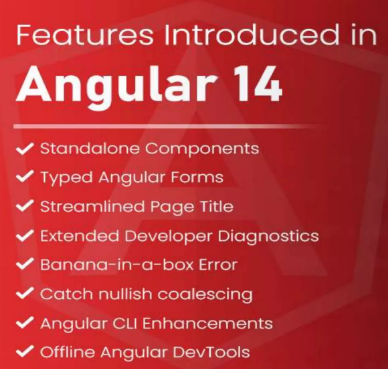 Features Introduced in
Angular 14
Standalone Components
Typed Angular Forms
Streamlined Page Title
Extended Developer Diagnostics
Banana-in-a-box Error
Catch nullish coalescing
Angular CLI Enhancements
Offline Angular DevTools